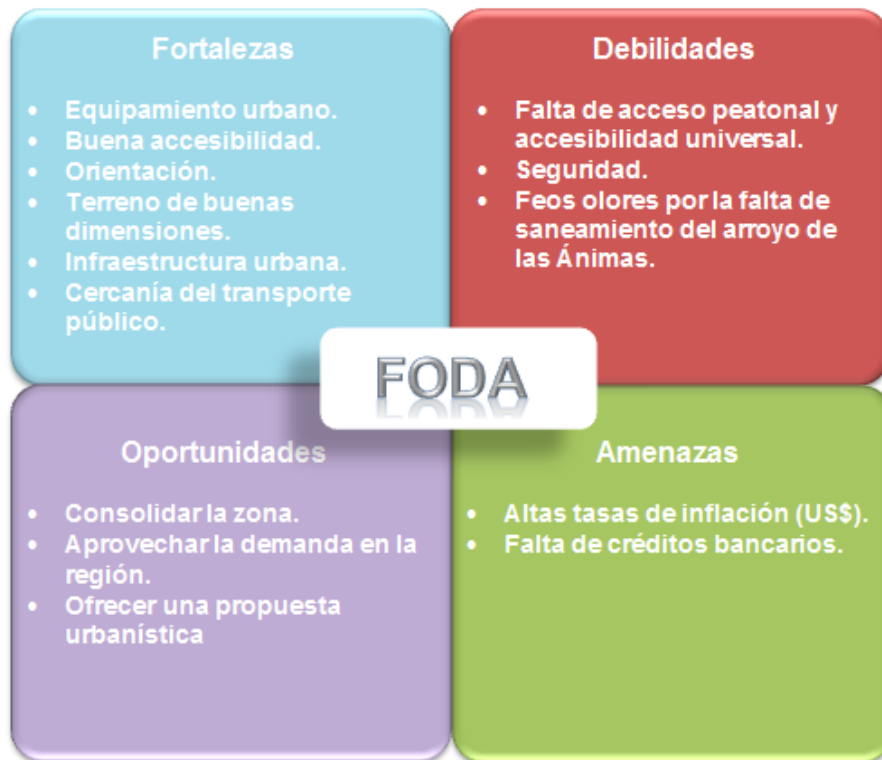 Fortalezas
• Equipamiento urbano.
• Buena accesibilidad.
• Orientación.
• Terreno de buenas
dimensiones.
• Infraestructura urbana.
• Cercanía del transporte
público.
Debilidades
• Falta de acceso peatonal y
accesibilidad universal.
• Seguridad.
• Feos olores por la falta de
saneamiento del arroyo de
las Ánimas.
FODA
Oportunidades
• Consolidar la zona.
• Aprovechar la demanda en la
región.
• Ofrecer una propuesta
urbanística
Amenazas
• Altas tasas de inflación (US$).
• Falta de créditos bancarios.